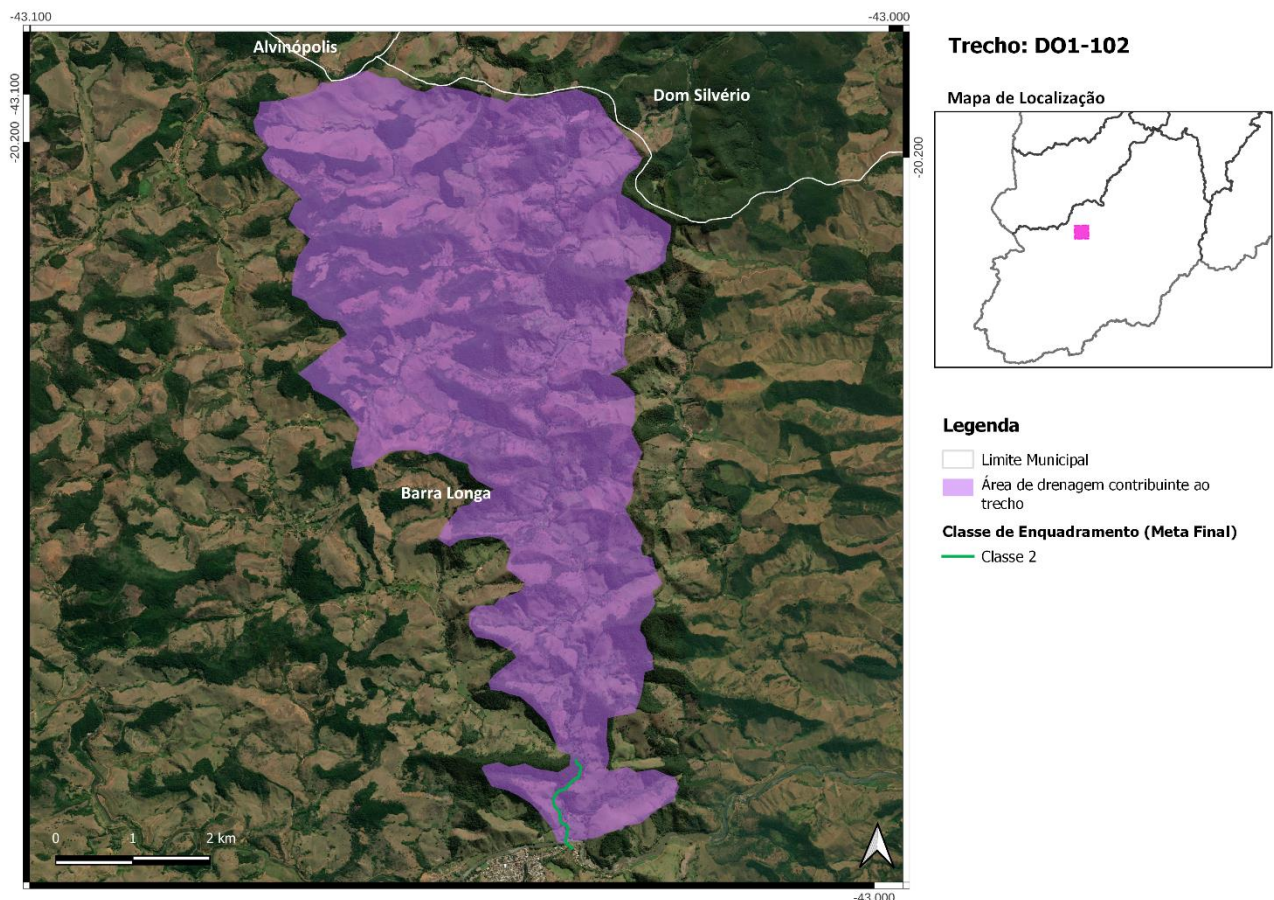 -43.100
-43.000
Trecho: DO1-102
Alvinópolis
Dom Silvério
Mapa de Localização
-43.100
-20.200
-20.200
Legenda
Limite Municipal
Área de drenagem contribuinte ao
trecho
Barra Longa
Classe de Enquadramento (Meta Final)
Classe 2
0 1 2 km
-43.000